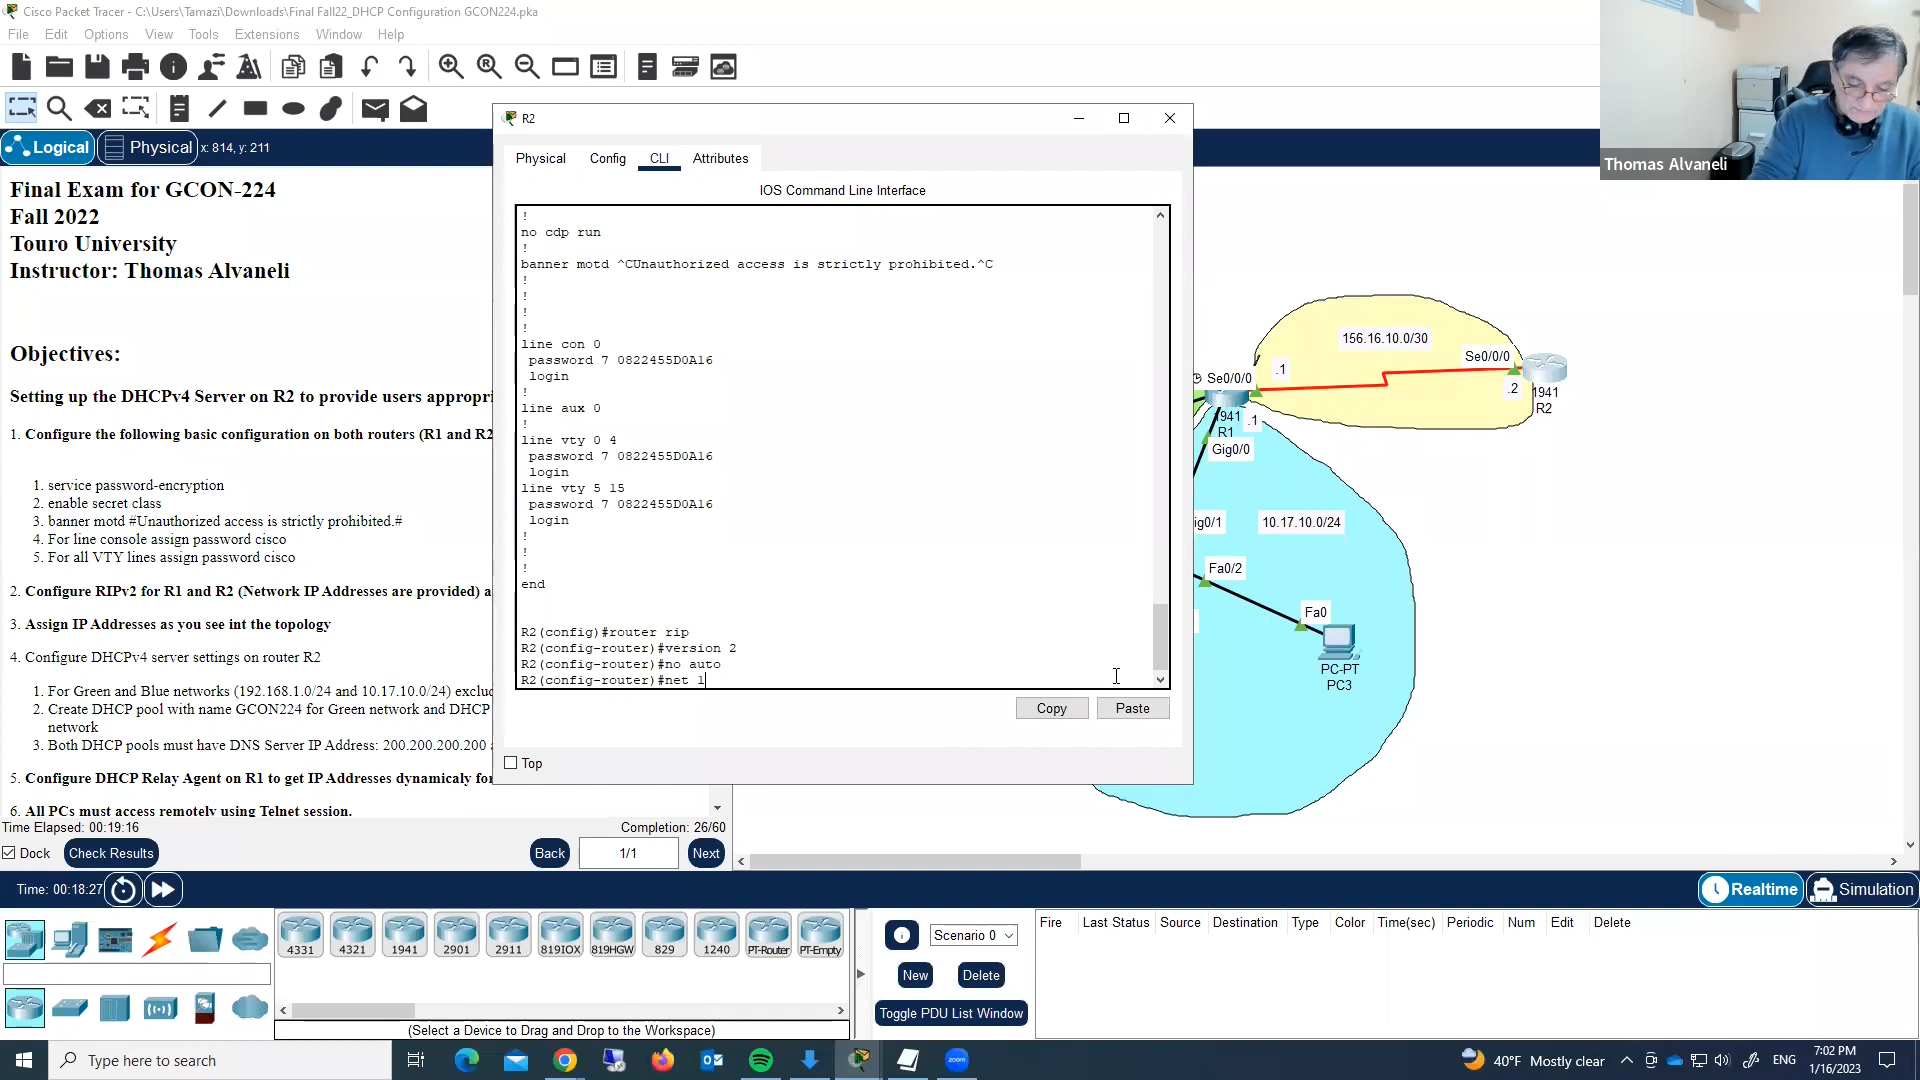 Cisco Packet Tracer - C:\Users\Tamazi\Downloads\Final Fall22_DHCP Configuration GCON224.pka
File Edit Options View Tools Extensions Window Help
Logical Physical x: 814, y: 211
Final Exam for GCON-224
Fall 2022
Touro University
Instructor: Thomas Alvaneli
Objectives:
Setting up the DHCPv4 Server on R2 to provide users appropri
1. Configure the following basic configuration on both routers (R1 and R2
1. service password-encryption
2. enable secret class
3. banner motd #Unauthorized access is strictly prohibited.#
4. For line console assign password cisco
5. For all VTY lines assign password cisco
2. Configure RIPv2 for R1 and R2 (Network IP Addresses are provided) a
3. Assign IP Addresses as you see int the topology
4. Configure DHCPv4 server settings on router R2
1. For Green and Blue networks (192.168.1.0/24 and 10.17.10.0/24) exclu
2. Create DHCP pool with name GCON224 for Green network and DHCP
network
3. Both DHCP pools must have DNS Server IP Address: 200.200.200.200
5. Configure DHCP Relay Agent on R1 to get IP Addresses dynamicaly for
6. All PCs must access remotely using Telnet session.
Time Elapsed: 00:19:16 Completion: 26/60
Dock Check Results Back 1/1 Next
R2
Physical Config CLI Attributes
IOS Command Line Interface
!
no cdp run
!
banner motd ^CUnauthorized access is strictly prohibited.^C
!
!
!
!
line con 0
password 7 0822455D0A16
login
!
line aux 0
!
line vty 0 4
password 7 0822455D0A16
login
line vty 5 15
password 7 0822455D0A16
login
!
!
!
end
R2(config)#router rip
R2(config-router)#version 2
R2(config-router)#no auto
R2(config-router)#net 1
Copy Paste
Top
Thomas Alvaneli
156.16.10.0/30
Se0/0/0
.1
Se0/0/0
.2
1941
R2
1941
R1
.1
Gig0/0
ig0/1
10.17.10.0/24
Fa0/2
Fa0
PC-PT
PC3
Time: 00:18:27 Realtime Simulation
4331 4321 1941 2901 2911 819IOX 819HGW 829 1240 PT-Router PT-Empty
(Select a Device to Drag and Drop to the Workspace)
Scenario 0
New Delete
Toggle PDU List Window
Fire Last Status Source Destination Type Color Time(sec) Periodic Num Edit Delete
Type here to search
zoom
40°F Mostly clear ENG
7:02 PM
1/16/2023